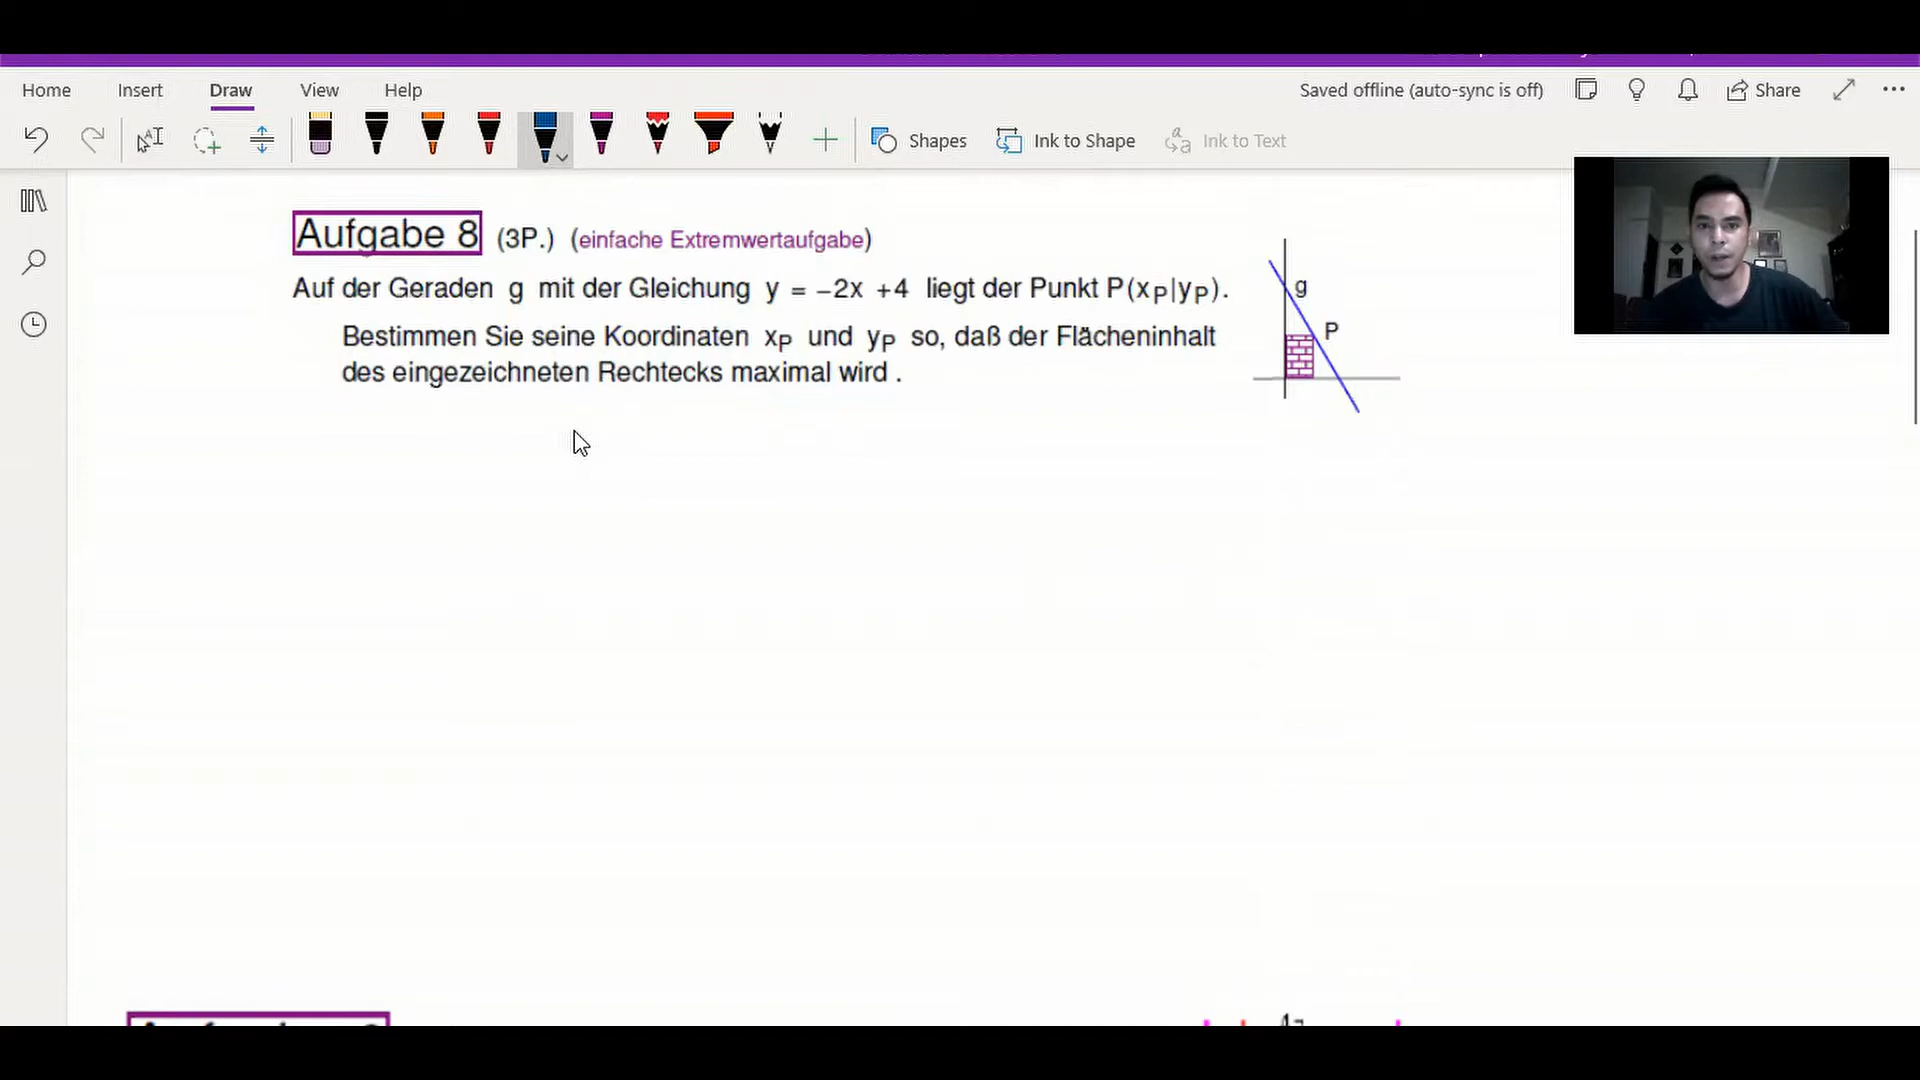 Home Insert Draw View Help Saved offline (auto-sync is off) Share
Shapes Ink to Shape Ink to Text
Aufgabe 8 (3P.) (einfache Extremwertaufgabe)
Auf der Geraden g mit der Gleichung y = −2x +4 liegt der Punkt P(xP|yP).
Bestimmen Sie seine Koordinaten xP und yP so, daß der Flächeninhalt
des eingezeichneten Rechtecks maximal wird .
g
P